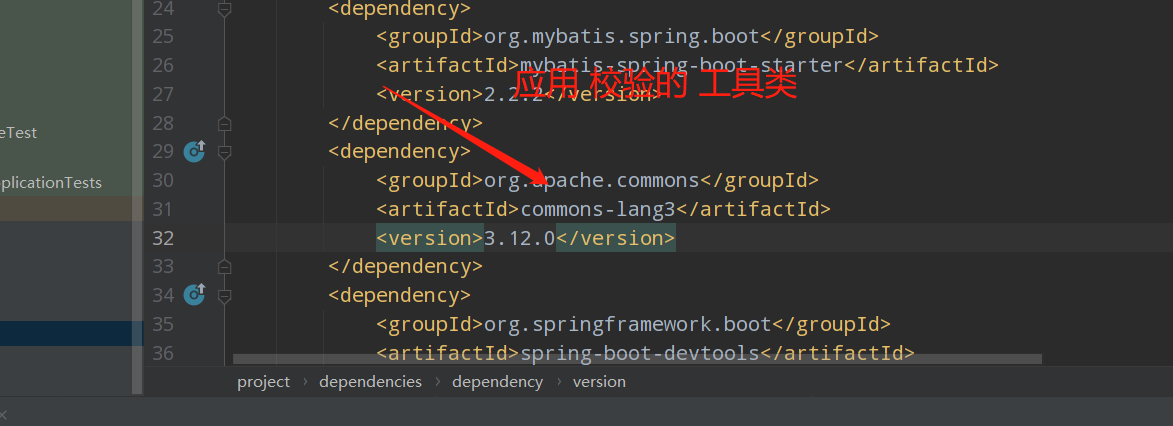 24 <dependency>
25 <groupId>org.mybatis.spring.boot</groupId>
26 <artifactId>mybatis-spring-boot-starter</artifactId>
应用 校验的 工具类
27 <version>2.2.2</version>
28 </dependency>
eTest
29 <dependency>
plicationTests
30 <groupId>org.apache.commons</groupId>
31 <artifactId>commons-lang3</artifactId>
32 <version>3.12.0</version>
33 </dependency>
34 <dependency>
35 <groupId>org.springframework.boot</groupId>
36 <artifactId>spring-boot-devtools</artifactId>
project › dependencies › dependency › version